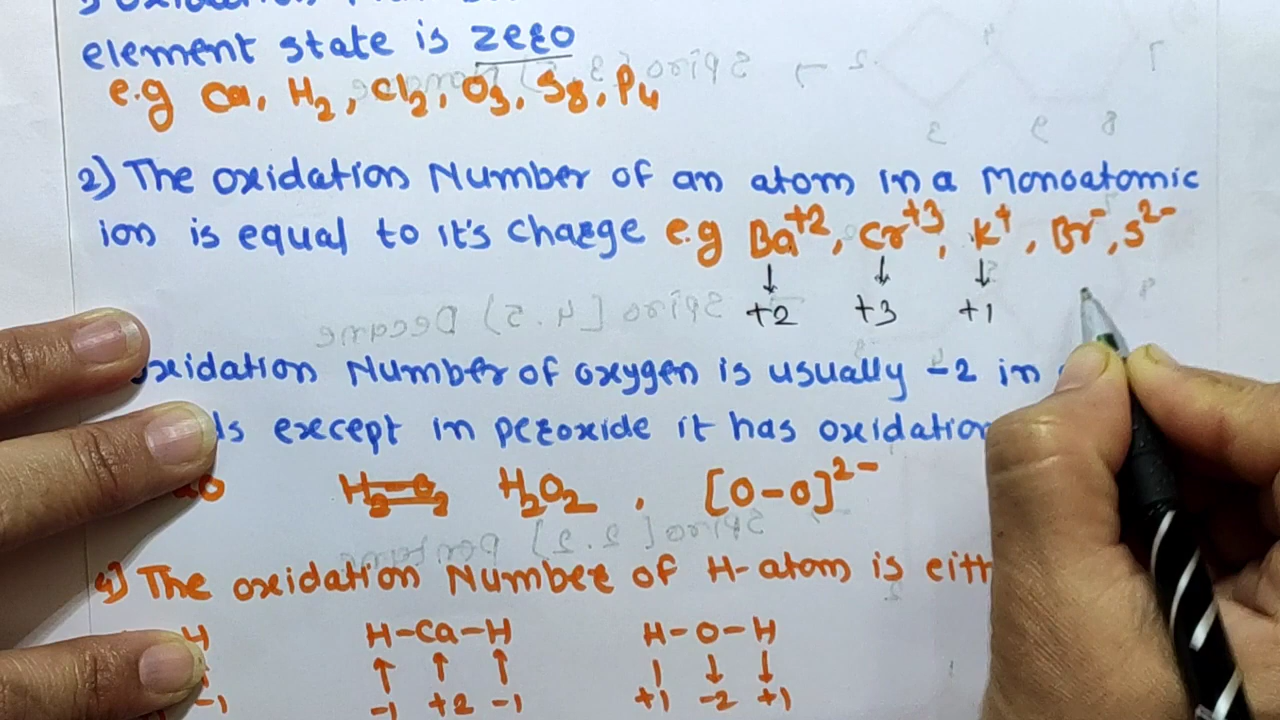 element state is zero
e.g Ca, H2, Cl2, O3, S8, P4
2) The oxidation Number of an atom in a Monoatomic
ion is equal to it's charge e.g Ba+2, Cr+3, K+, Br-, S2-
+2 +3 +1
oxidation Number of oxygen is usually -2 in
ds except in peroxide it has oxidation
H2O2 , [O-O]2-
4) The oxidation Number of H-atom is eith
H H-Ca-H H-O-H
-1 -1 +2 -1 +1 -2 +1